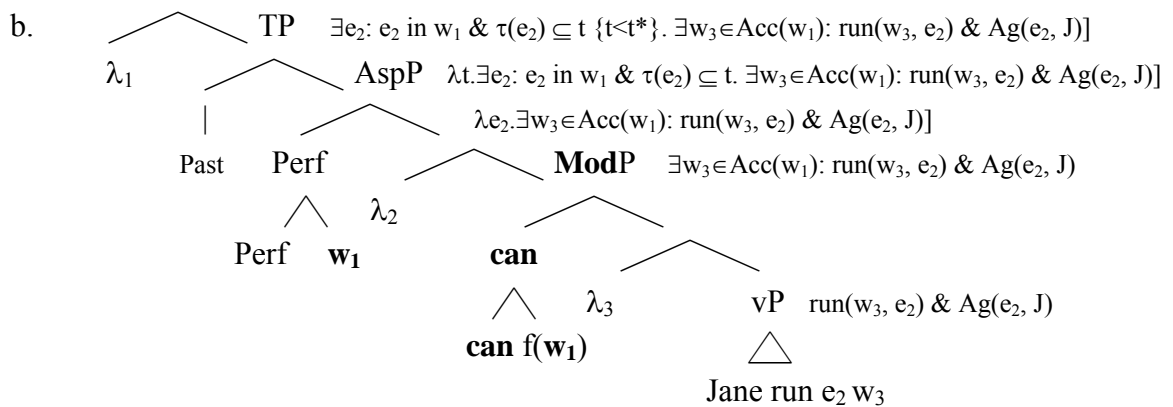 b. TP ∃e₂: e₂ in w₁ & τ(e₂) ⊆ t {t<t*}. ∃w₃∈Acc(w₁): run(w₃, e₂) & Ag(e₂, J)]
λ₁ AspP λt.∃e₂: e₂ in w₁ & τ(e₂) ⊆ t. ∃w₃∈Acc(w₁): run(w₃, e₂) & Ag(e₂, J)]
λe₂.∃w₃∈Acc(w₁): run(w₃, e₂) & Ag(e₂, J)]
Past Perf ModP ∃w₃∈Acc(w₁): run(w₃, e₂) & Ag(e₂, J)
λ₂
Perf w₁ can
λ₃ vP run(w₃, e₂) & Ag(e₂, J)
can f(w₁)
Jane run e₂ w₃